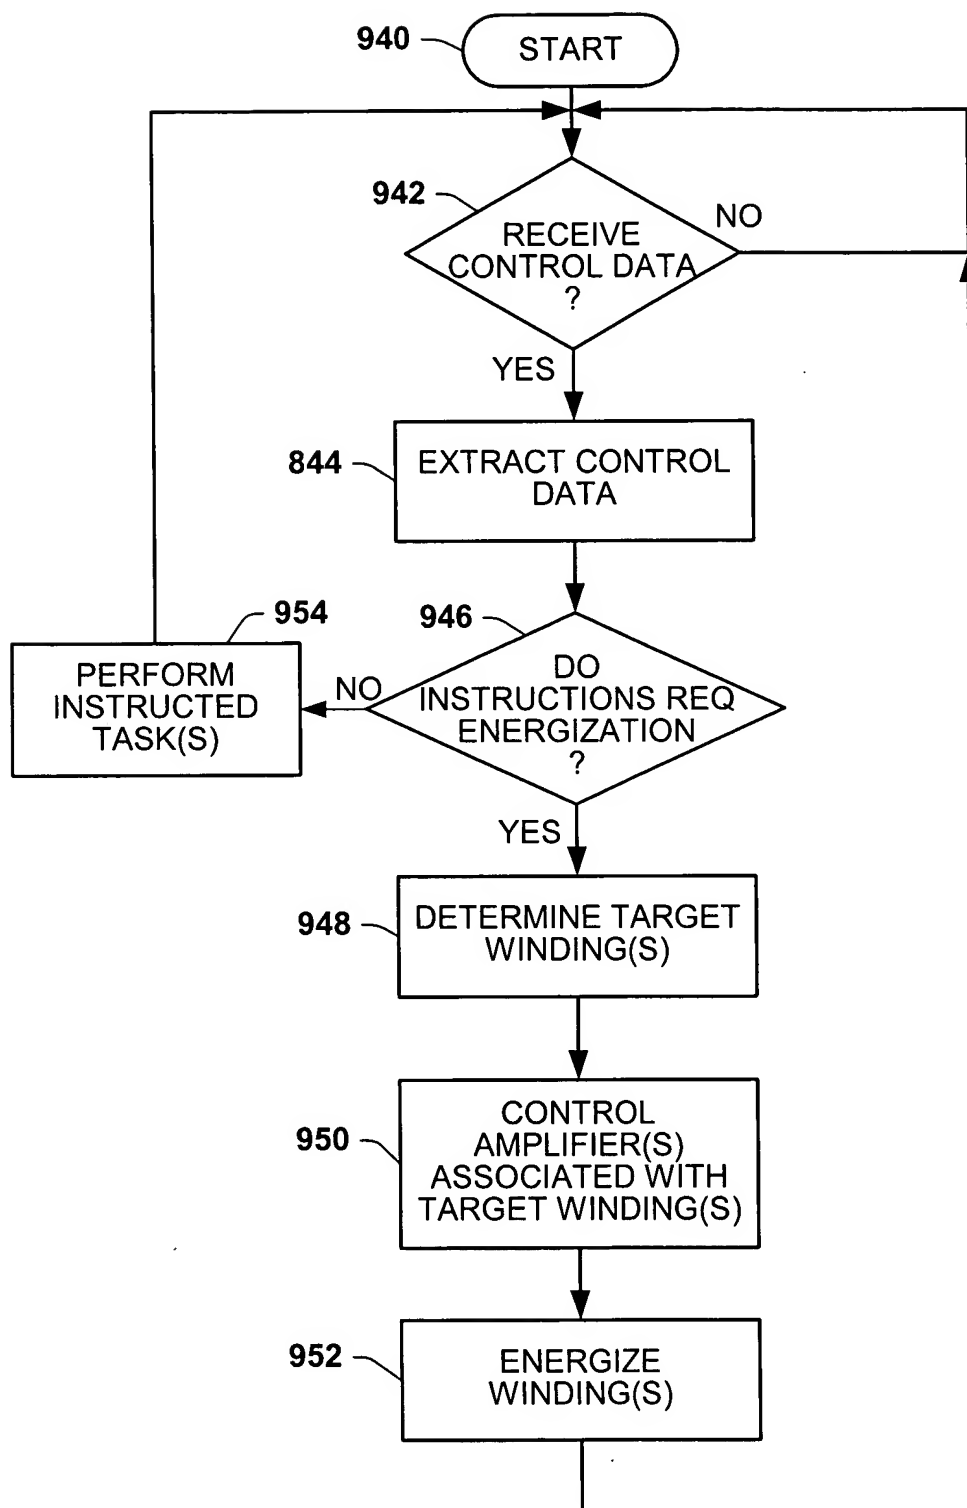 940
START
942
NO
RECEIVE
CONTROL DATA
?
YES
844
EXTRACT CONTROL
DATA
954
946
PERFORM
INSTRUCTED
TASK(S)
NO
DO
INSTRUCTIONS REQ
ENERGIZATION
?
YES
948
DETERMINE TARGET
WINDING(S)
950
CONTROL
AMPLIFIER(S)
ASSOCIATED WITH
TARGET WINDING(S)
952
ENERGIZE
WINDING(S)